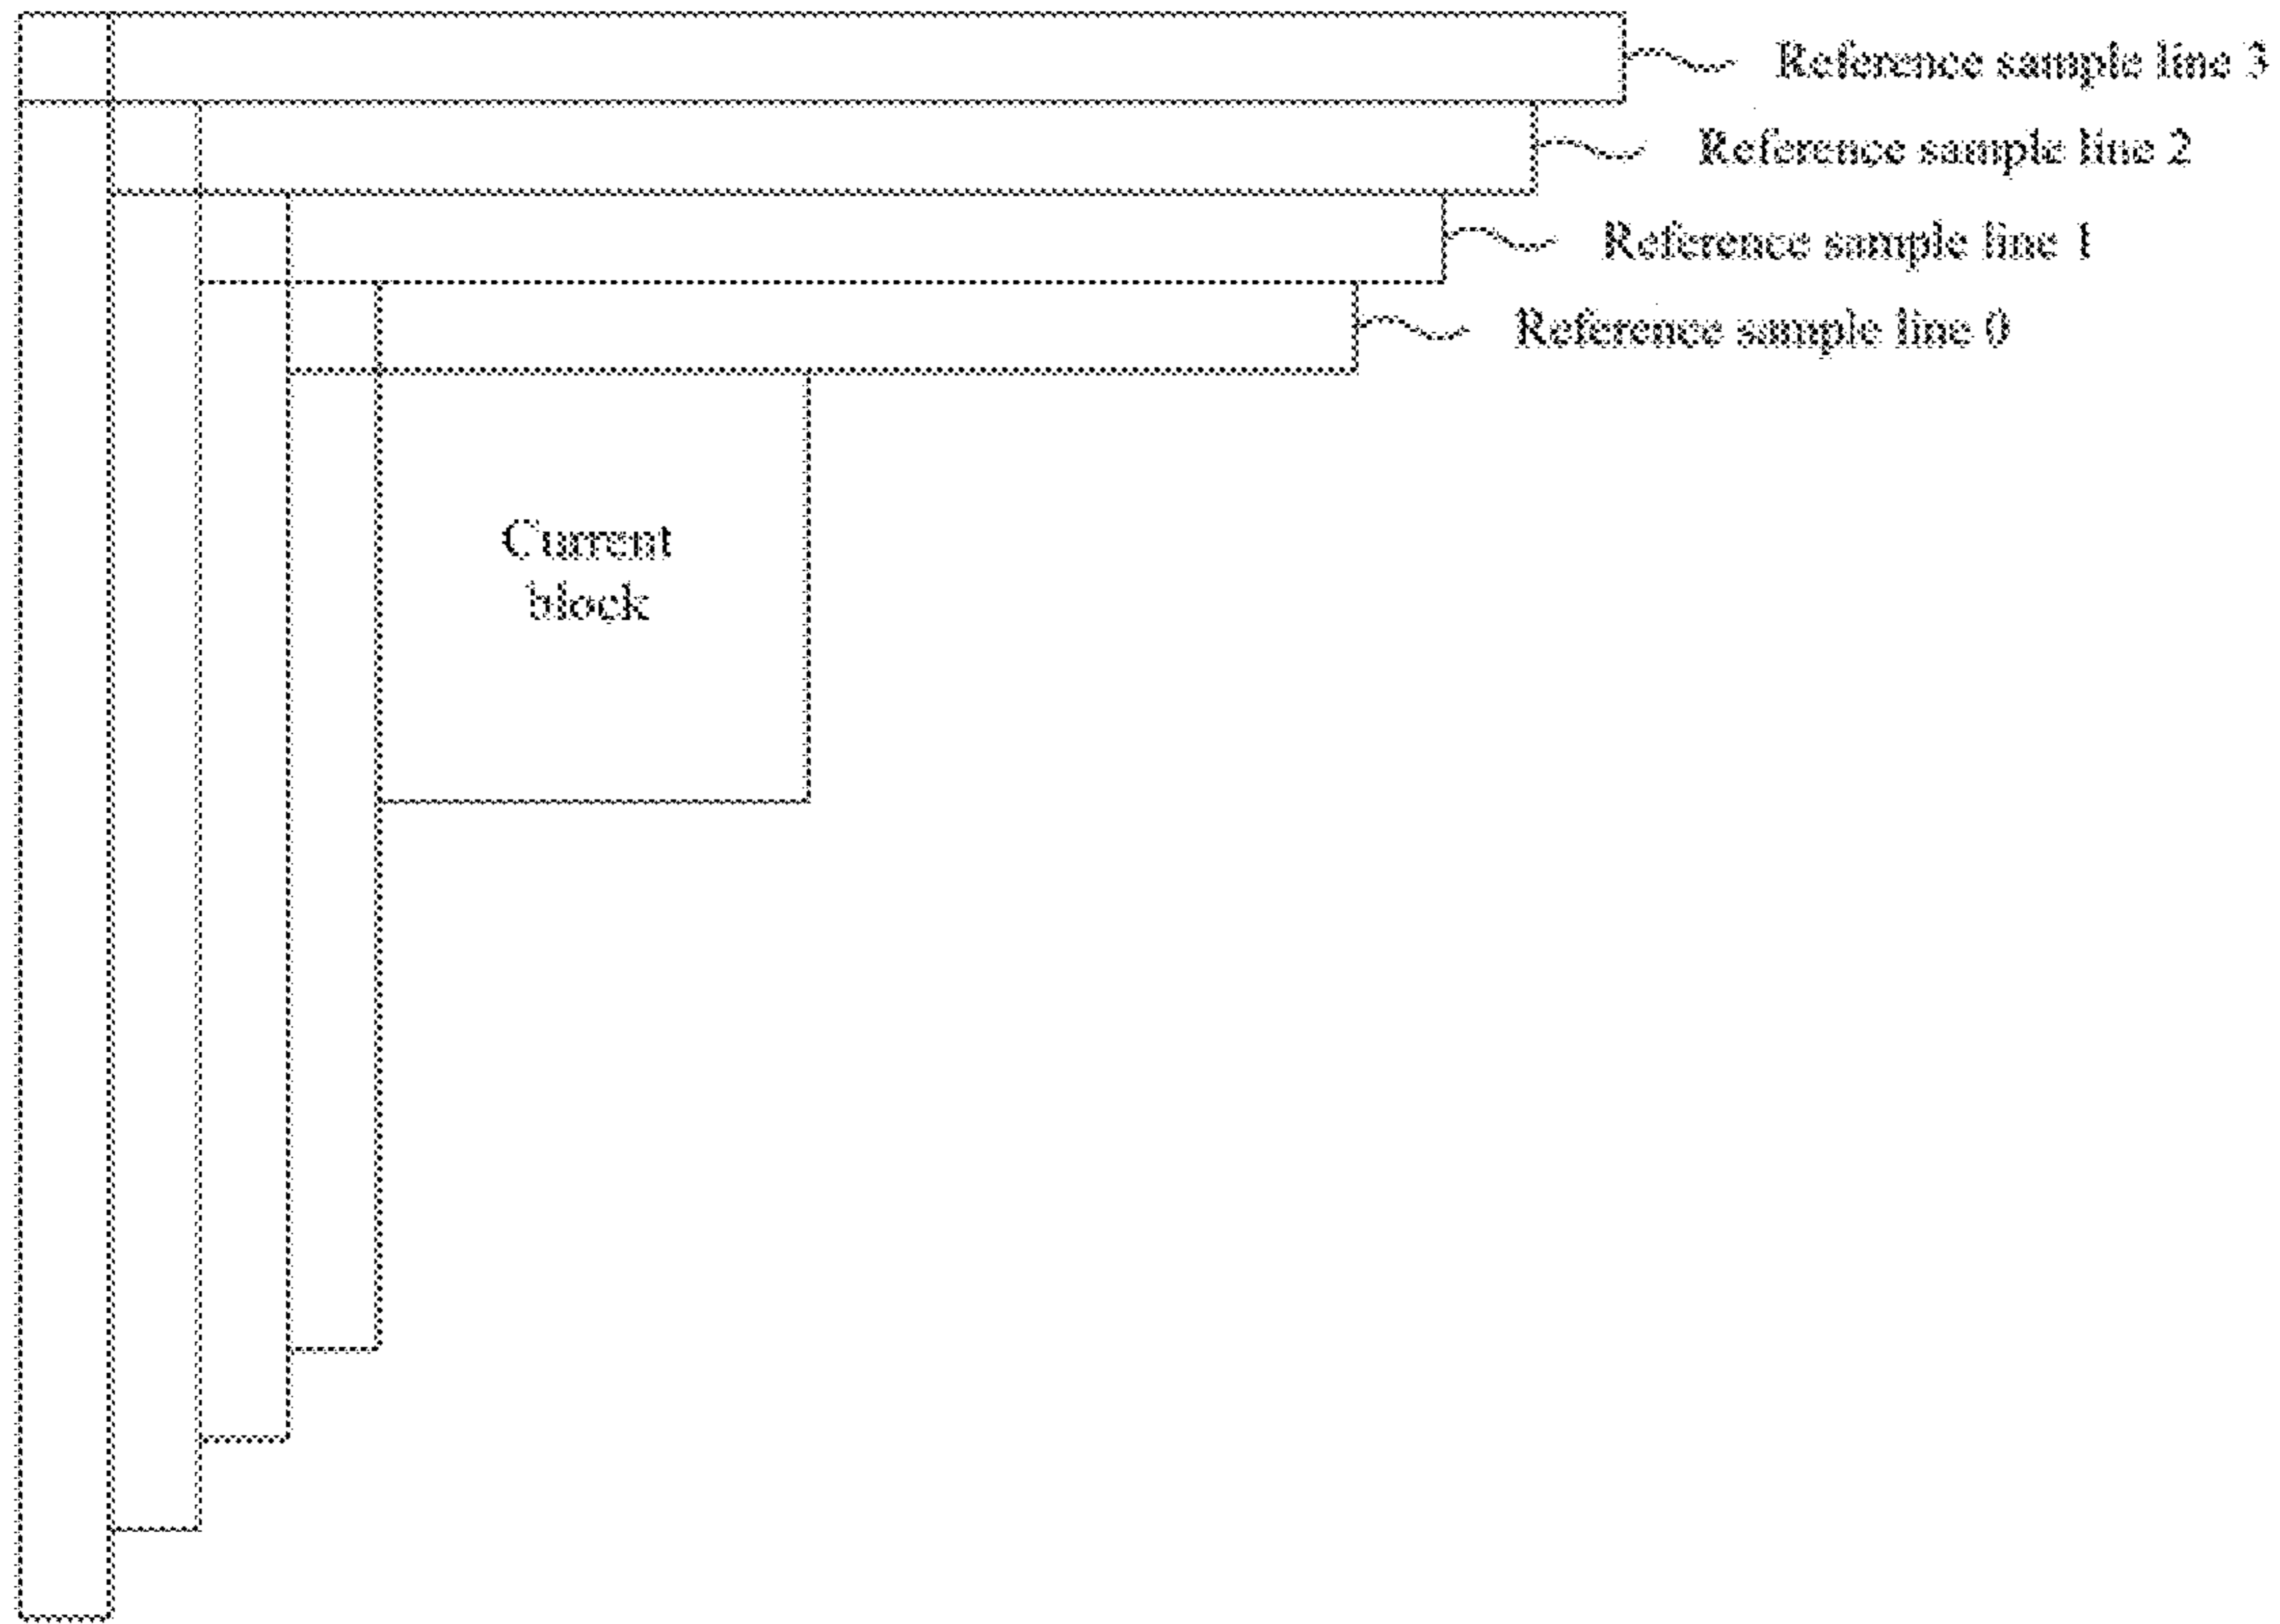 Reference sample line 3
Reference sample line 2
Reference sample line 1
Reference sample line 0
Current
block